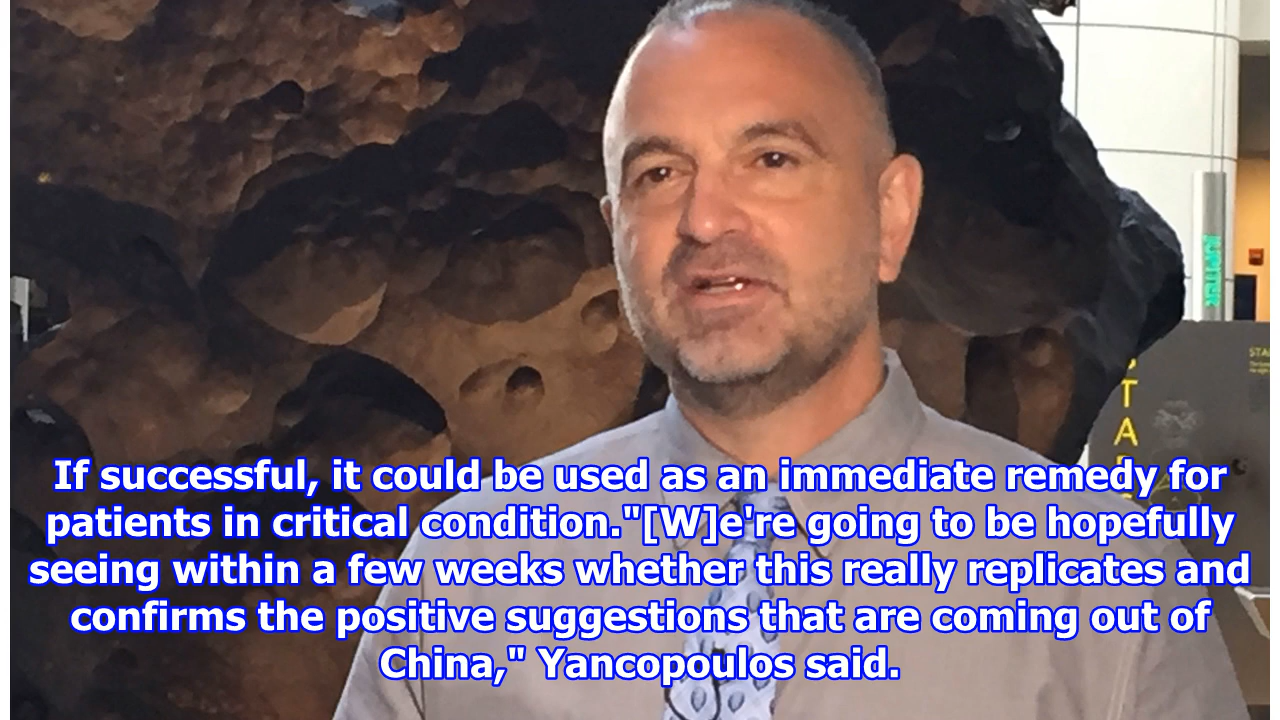 JUPITER
STA
If successful, it could be used as an immediate remedy for
patients in critical condition."[W]e're going to be hopefully
seeing within a few weeks whether this really replicates and
confirms the positive suggestions that are coming out of
China," Yancopoulos said.